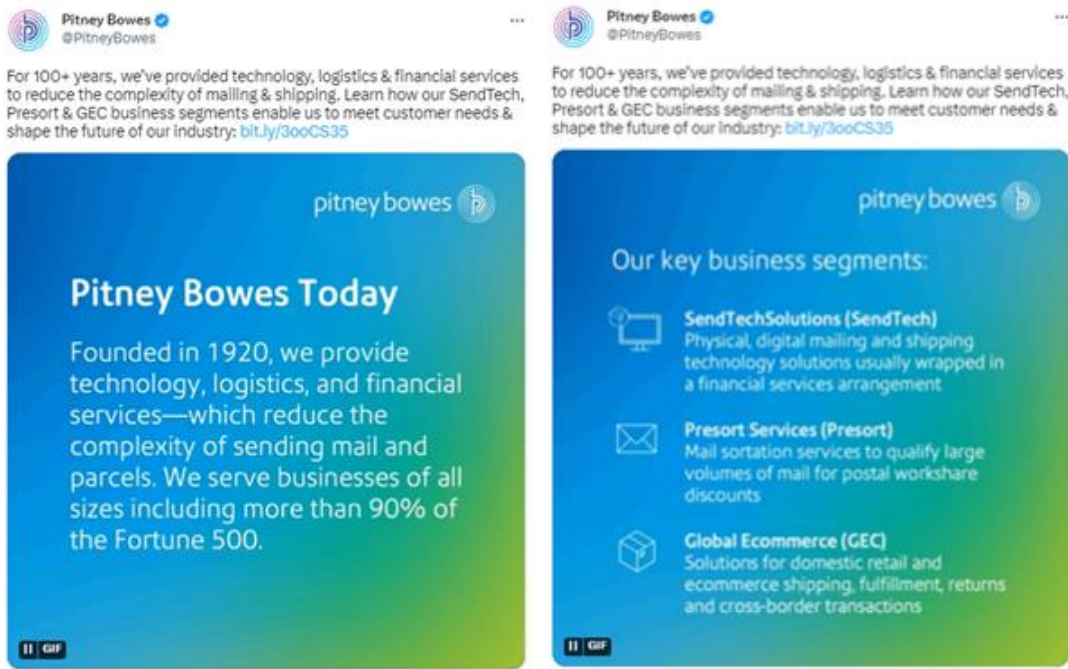 Pitney Bowes
@PitneyBowes
For 100+ years, we've provided technology, logistics & financial services
to reduce the complexity of mailing & shipping. Learn how our SendTech,
Presort & GEC business segments enable us to meet customer needs &
shape the future of our industry: bit.ly/3ooCS35
pitney bowes
Pitney Bowes Today
Founded in 1920, we provide
technology, logistics, and financial
services—which reduce the
complexity of sending mail and
parcels. We serve businesses of all
sizes including more than 90% of
the Fortune 500.
GIF
Pitney Bowes
@PitneyBowes
For 100+ years, we've provided technology, logistics & financial services
to reduce the complexity of mailing & shipping. Learn how our SendTech,
Presort & GEC business segments enable us to meet customer needs &
shape the future of our industry: bit.ly/3ooCS35
pitney bowes
Our key business segments:
SendTechSolutions (SendTech)
Physical, digital mailing and shipping
technology solutions usually wrapped in
a financial services arrangement
Presort Services (Presort)
Mail sortation services to qualify large
volumes of mail for postal workshare
discounts
Global Ecommerce (GEC)
Solutions for domestic retail and
ecommerce shipping, fulfillment, returns
and cross-border transactions
GIF